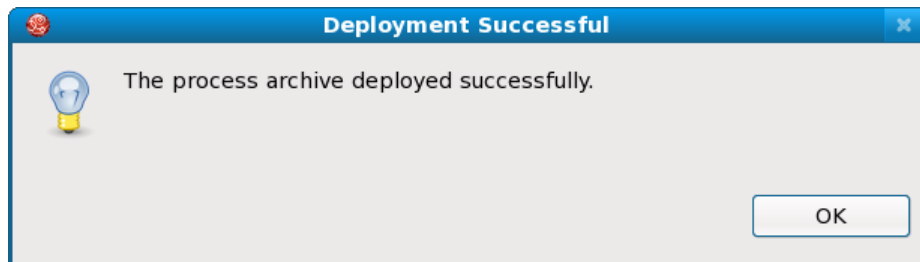 Deployment Successful
The process archive deployed successfully.
OK